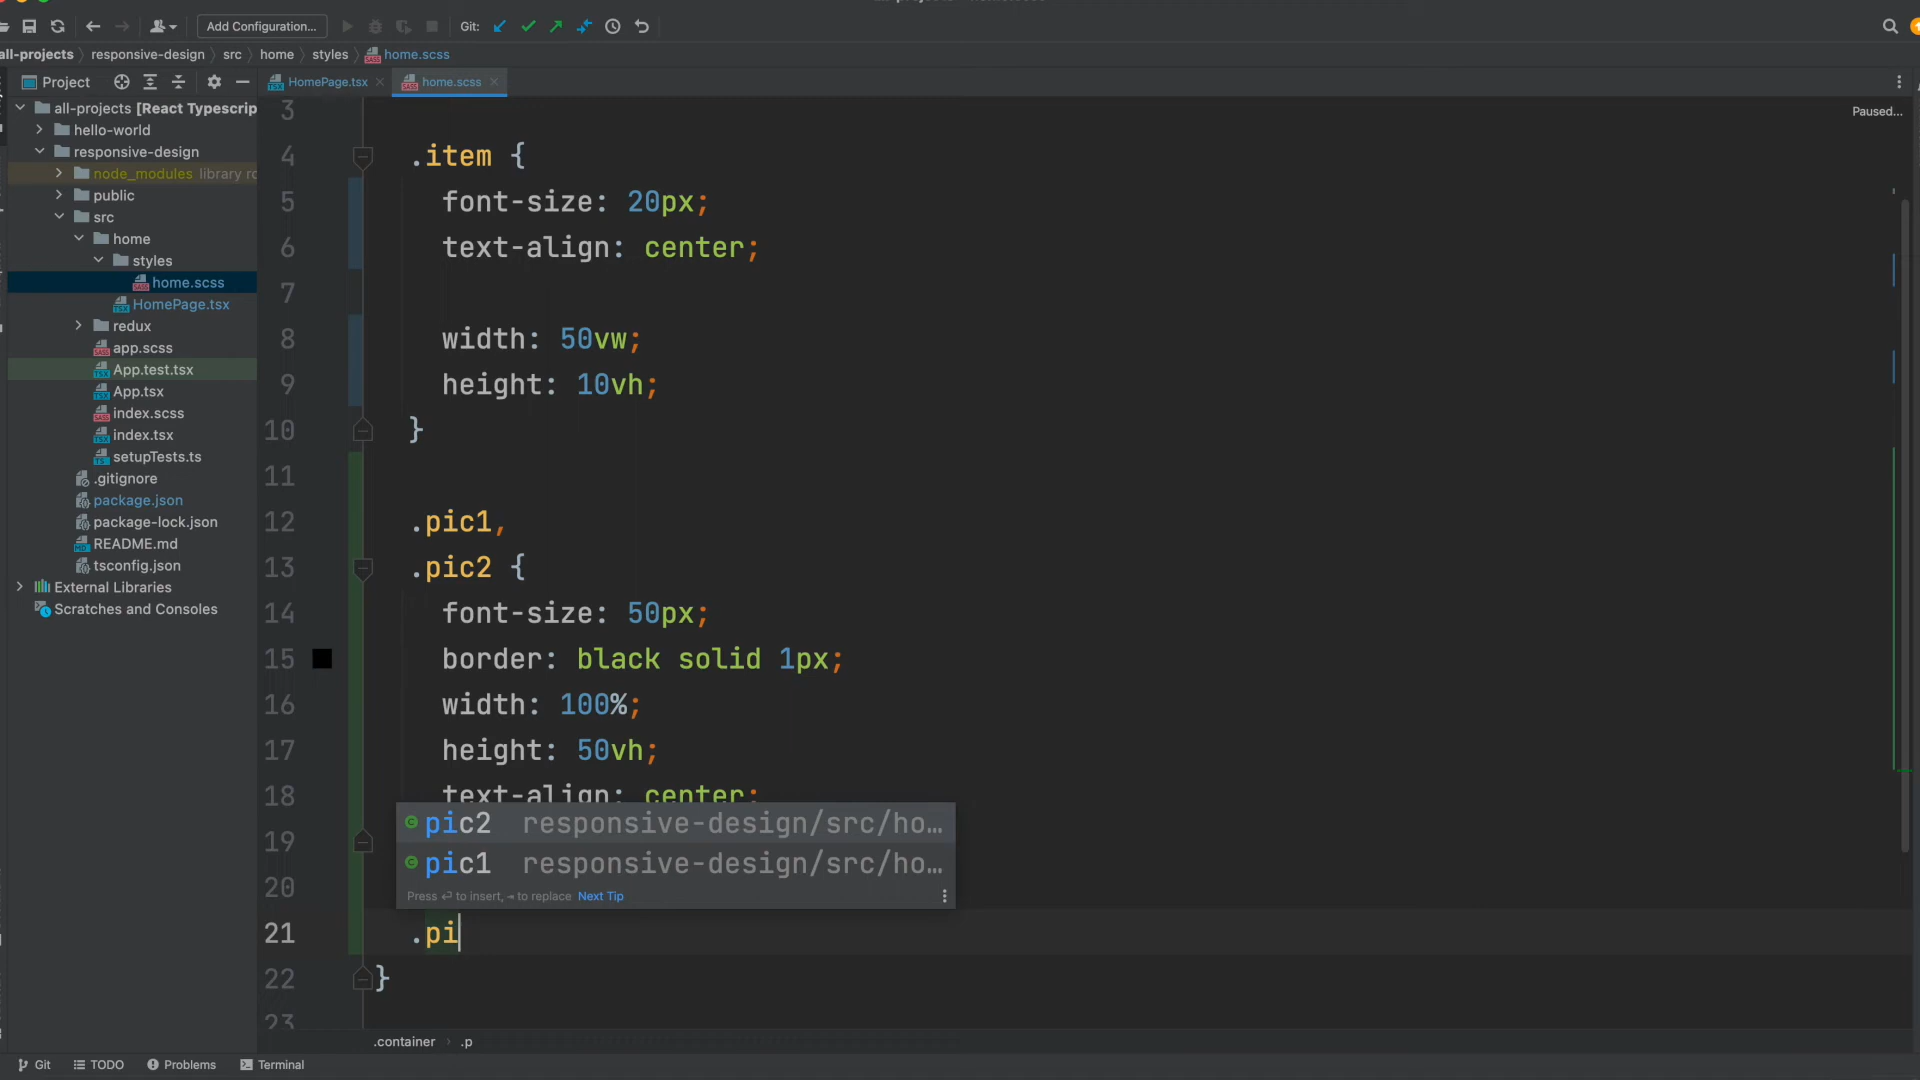 Add Configuration...
Git:
all-projects
responsive-design
src
home
styles
home.scss
Project
HomePage.tsx
home.scss
Paused...
all-projects [React Typescrip
hello-world
responsive-design
node_modules library ro
public
src
home
styles
home.scss
HomePage.tsx
redux
app.scss
App.test.tsx
App.tsx
index.scss
index.tsx
setupTests.ts
.gitignore
package.json
package-lock.json
README.md
tsconfig.json
External Libraries
Scratches and Consoles
3
4 .item {
5 font-size: 20px;
6 text-align: center;
7
8 width: 50vw;
9 height: 10vh;
10 }
11
12 .pic1,
13 .pic2 {
14 font-size: 50px;
15 border: black solid 1px;
16 width: 100%;
17 height: 50vh;
18 text-align: center;
19
20
21 .pi
22 }
23
pic2 responsive-design/src/ho…
pic1 responsive-design/src/ho…
Press ↵ to insert, ⇥ to replace Next Tip
.container › .p
Git
TODO
Problems
Terminal